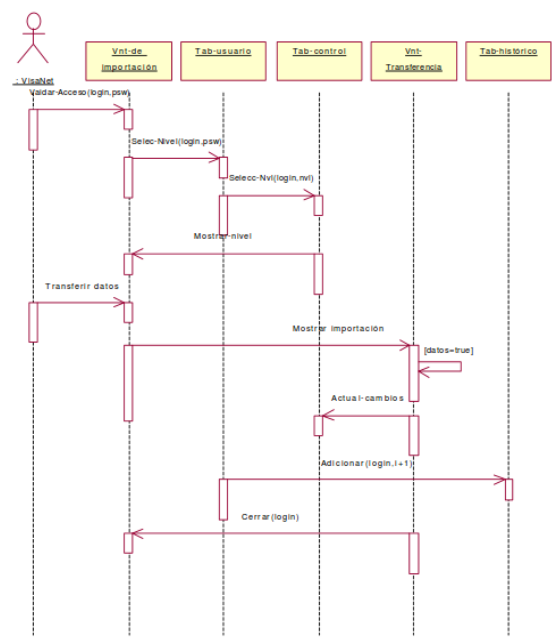 : VisaNet
Vnt-de
importación
Tab-usuario
Tab-control
Vnt-
Transferencia
Tab-histórico
Vaidar-Acceso(login,psw)
Selec-Nivel(login,psw)
Selecc-Nvl(login,nvl)
Mostrar-nivel
Transferir datos
Mostrar importación
[datos=true]
Actual-cambios
Adicionar(login,i+1)
Cerrar(login)